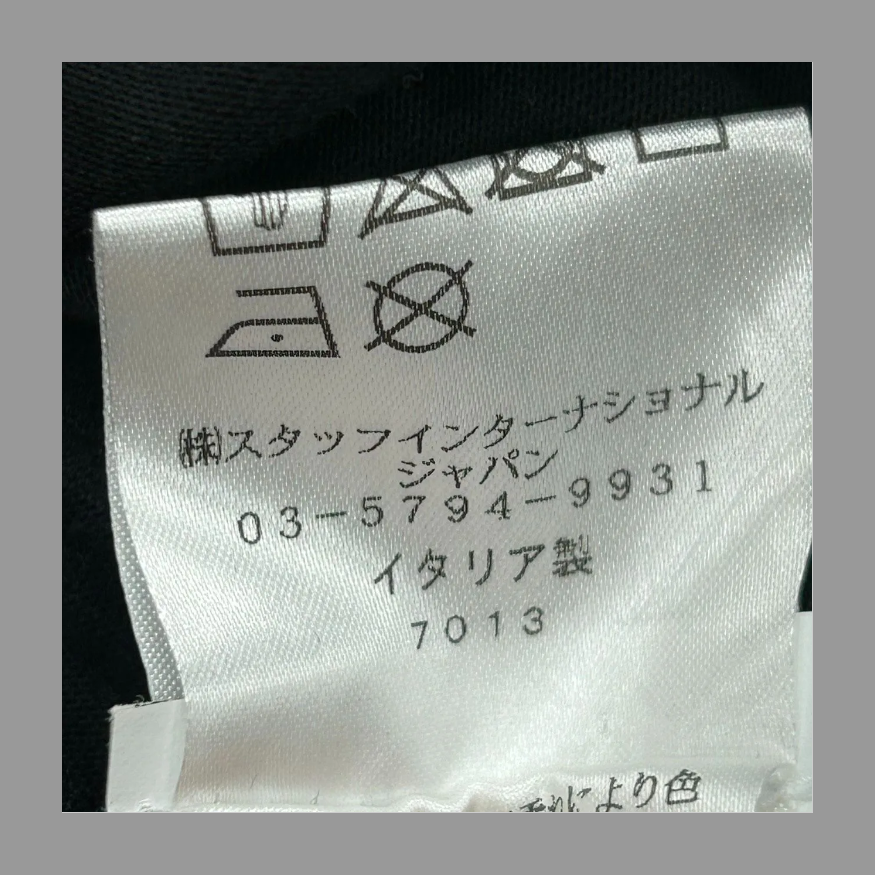 ㈱スタッフインターナショナル
ジャパン
03-5794-9931
イタリア製
7013
により色